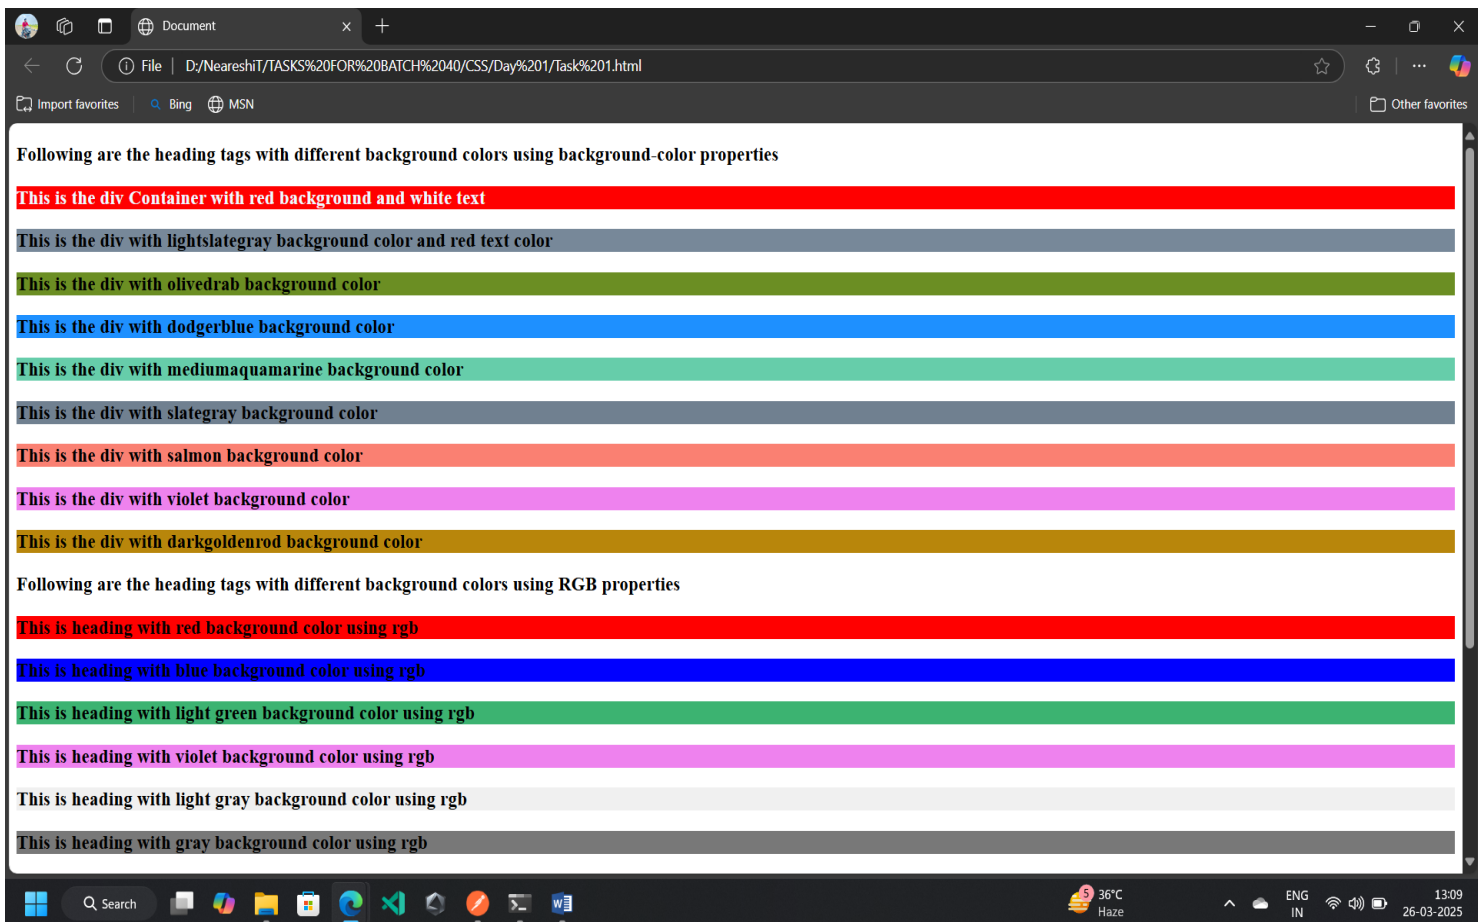 Document
File | D:/NeareshiT/TASKS%20FOR%20BATCH%2040/CSS/Day%201/Task%201.html
Import favorites Bing MSN Other favorites
Following are the heading tags with different background colors using background-color properties
This is the div Container with red background and white text
This is the div with lightslategray background color and red text color
This is the div with olivedrab background color
This is the div with dodgerblue background color
This is the div with mediumaquamarine background color
This is the div with slategray background color
This is the div with salmon background color
This is the div with violet background color
This is the div with darkgoldenrod background color
Following are the heading tags with different background colors using RGB properties
This is heading with red background color using rgb
This is heading with blue background color using rgb
This is heading with light green background color using rgb
This is heading with violet background color using rgb
This is heading with light gray background color using rgb
This is heading with gray background color using rgb
Search 5 36°C ENG 13:09
Haze IN 26-03-2025